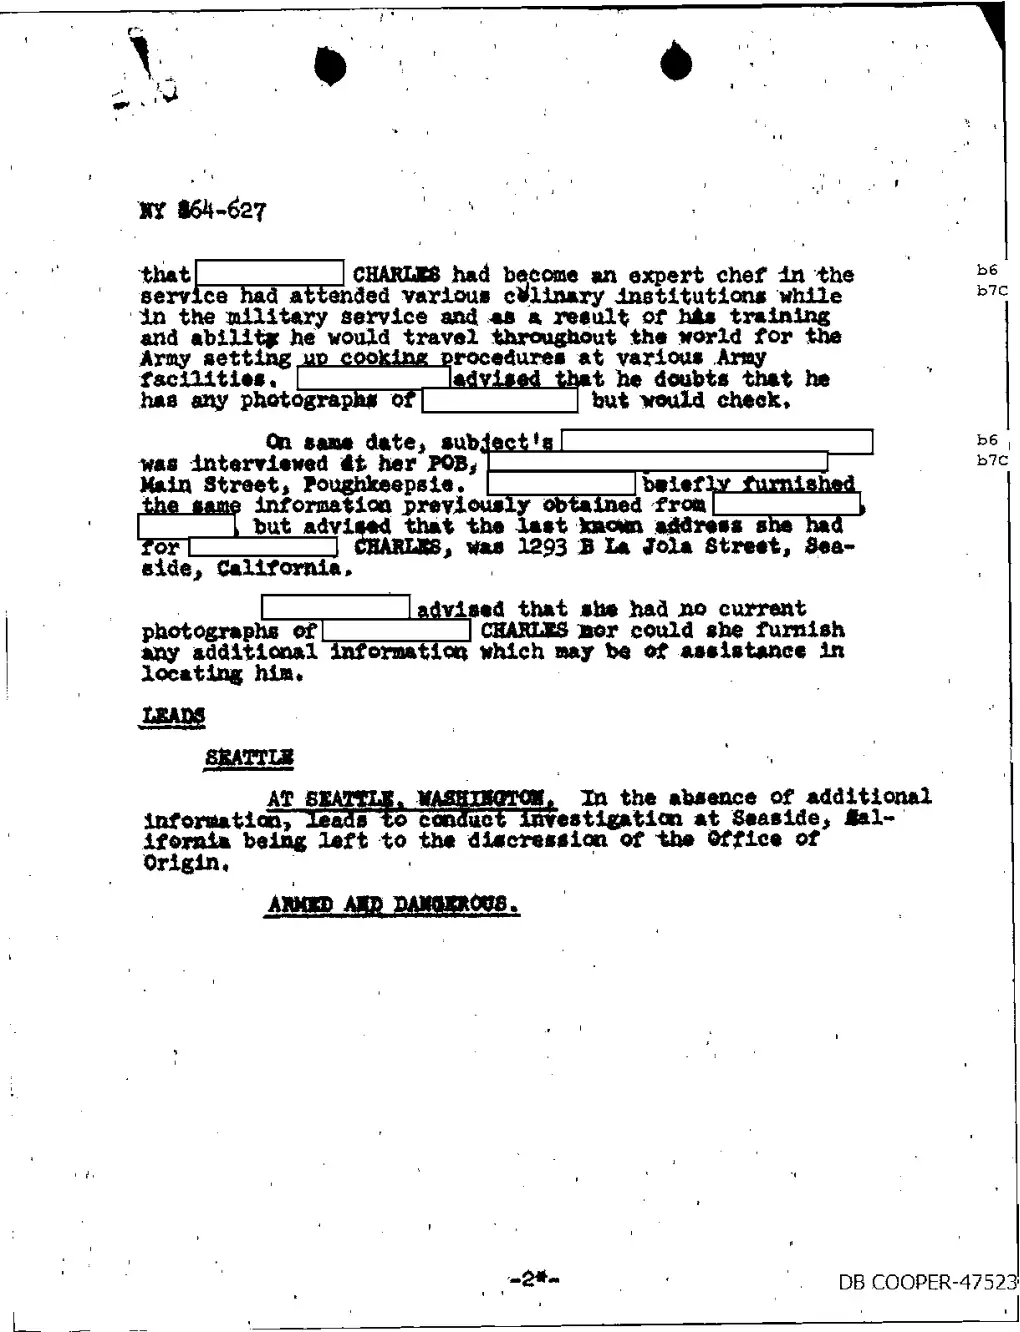 NY 164-627
that CHARLES had become an expert chef in the
service had attended various culinary institutions while
in the military service and as a result of his training
and ability he would travel throughout the world for the
Army setting up cooking procedures at various Army
facilities. advised that he doubts that he
has any photographs of but would check.
b6
b7C
On same date, subject's
was interviewed at her POB,
Main Street, Poughkeepsie. briefly furnished
the same information previously obtained from ,
, but advised that the last known address she had
for CHARLES, was 1293 B La Jola Street, Sea-
side, California.
b6
b7C
advised that she had no current
photographs of CHARLES nor could she furnish
any additional information which may be of assistance in
locating him.
LEADS
SEATTLE
AT SEATTLE, WASHINGTON. In the absence of additional
information, leads to conduct investigation at Seaside, Cal-
ifornia being left to the discression of the Office of
Origin.
ARMED AND DANGEROUS.
-2*-
DB COOPER-47523